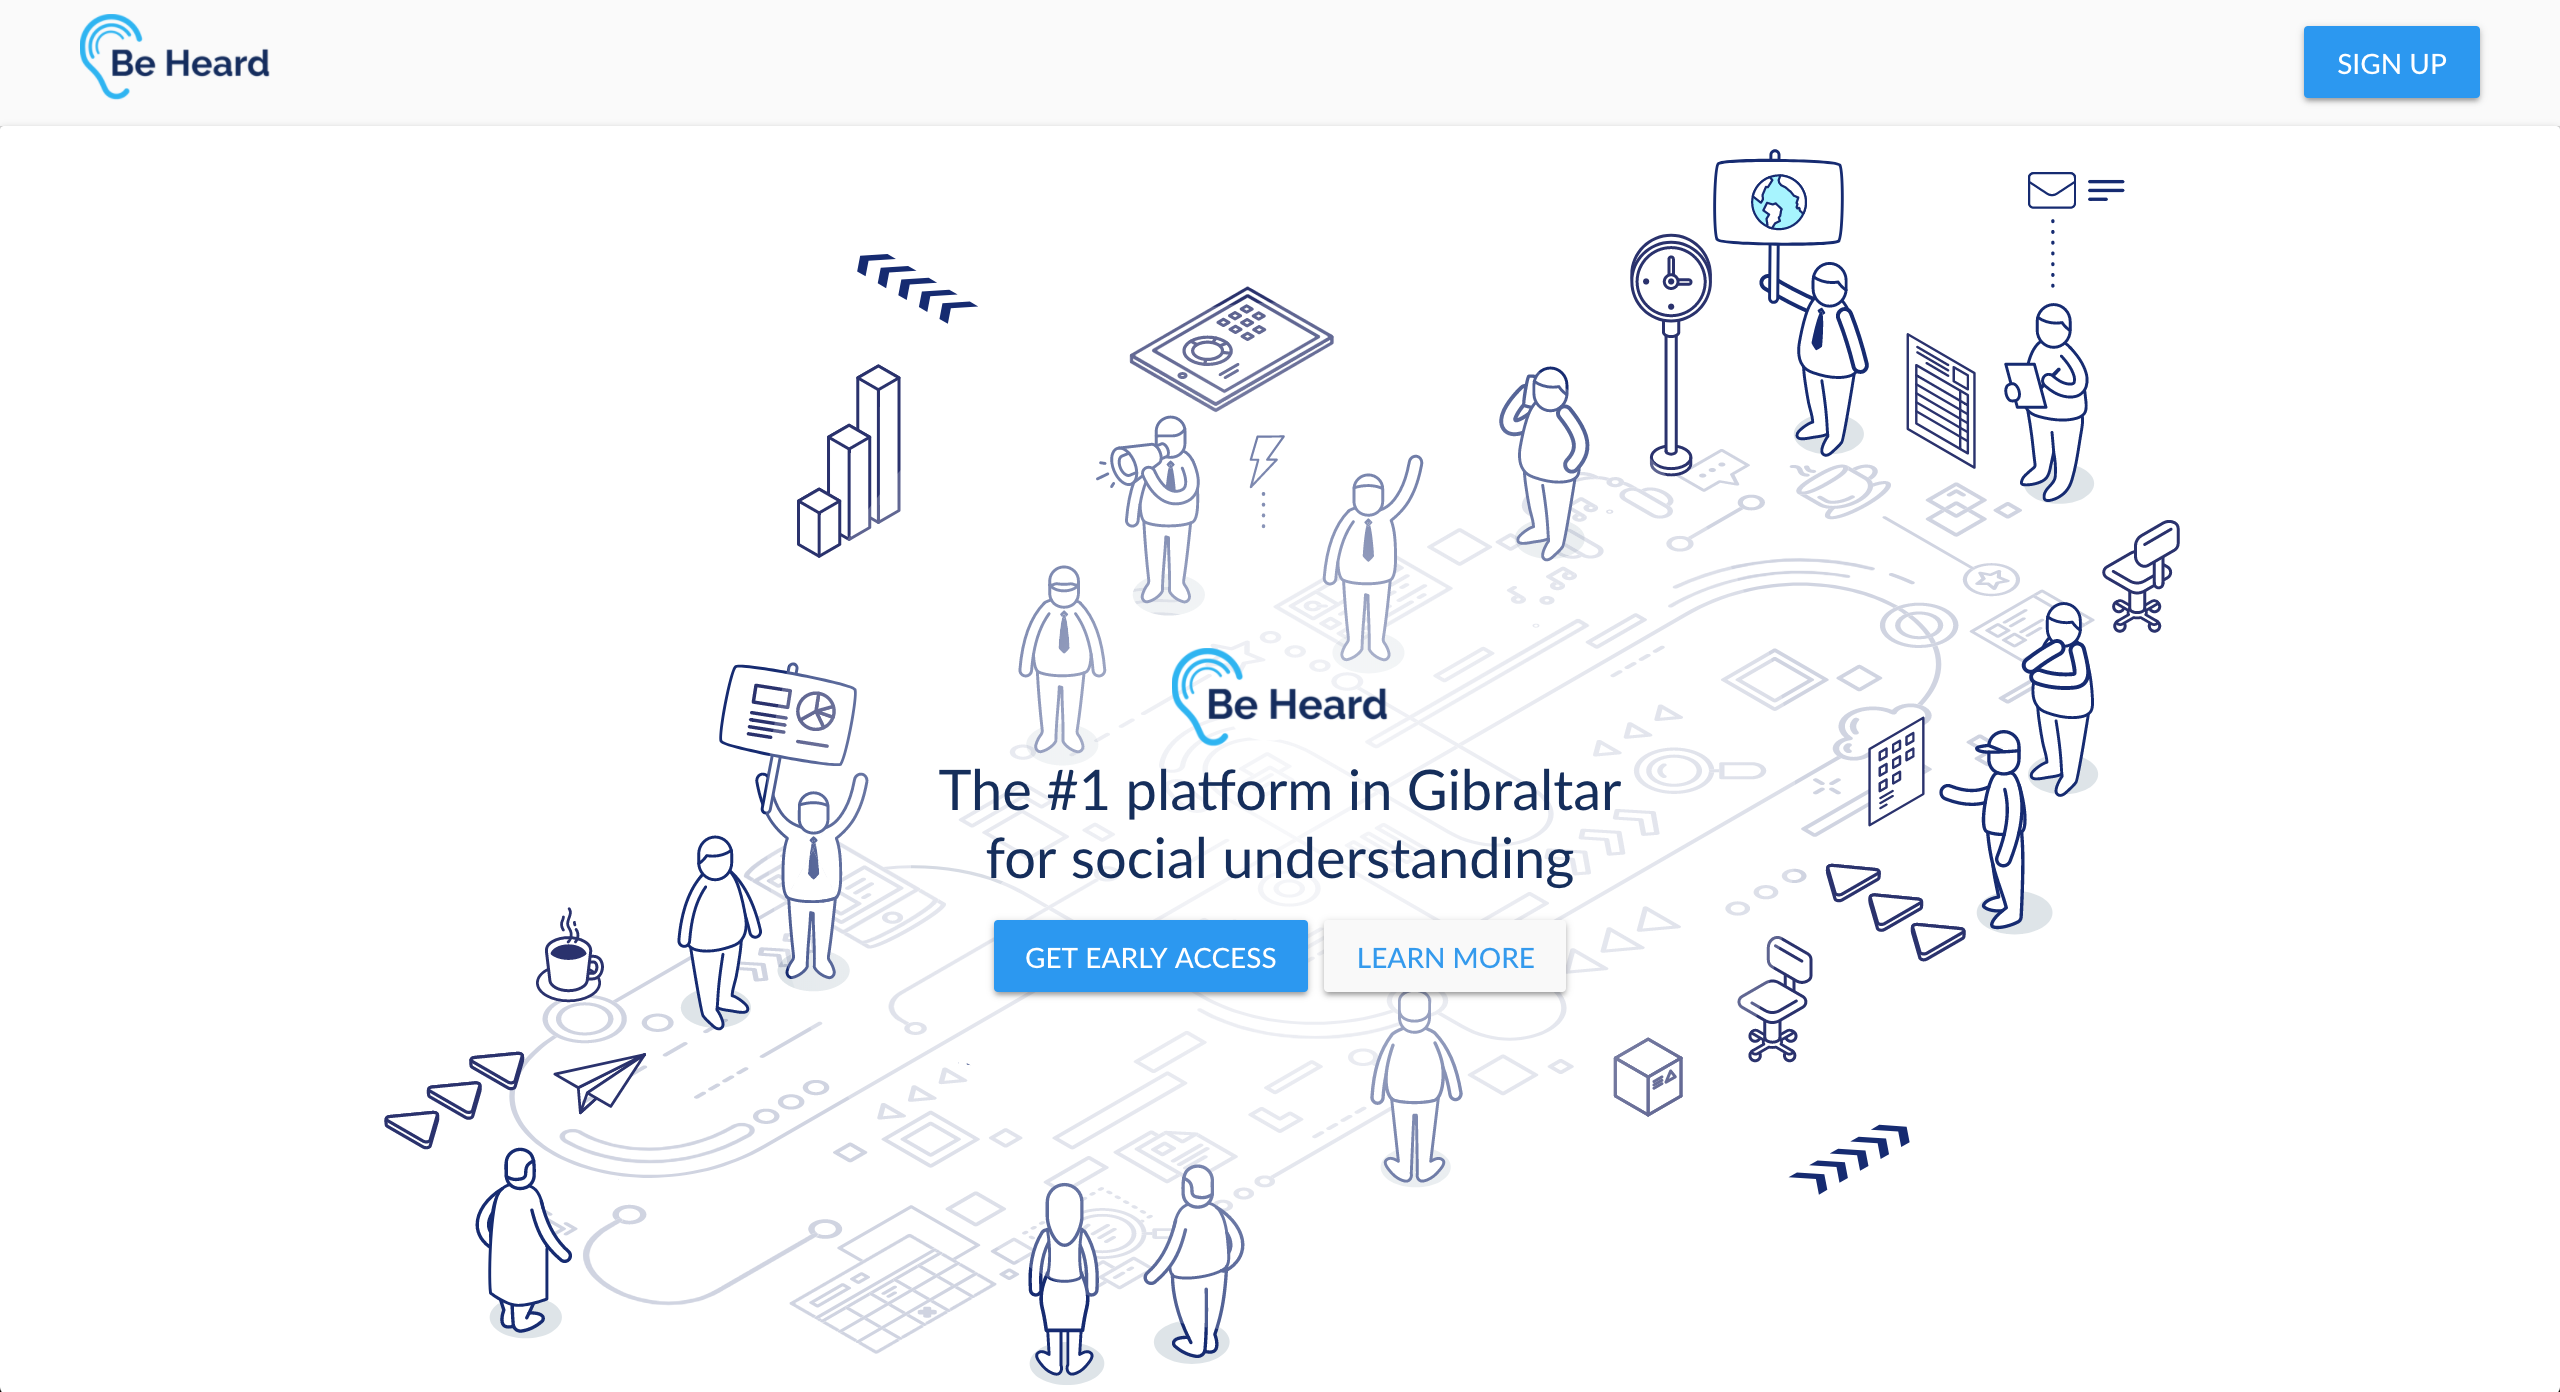 Be Heard
SIGN UP
Be Heard
The #1 platform in Gibraltar
for social understanding
GET EARLY ACCESS
LEARN MORE